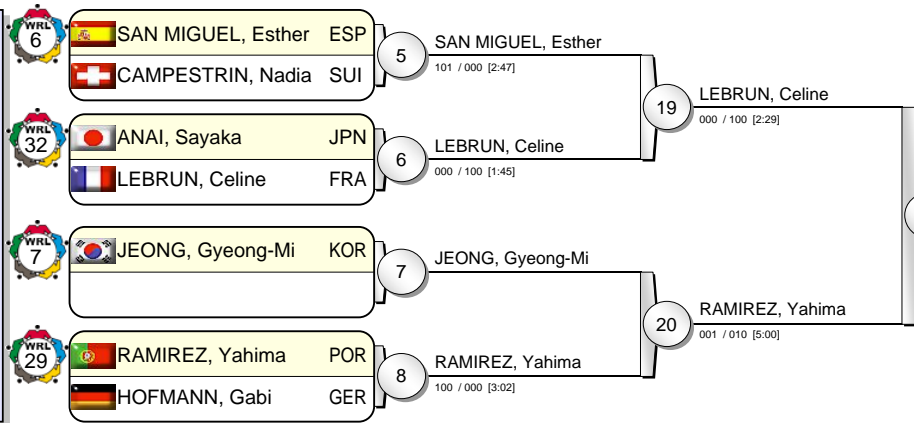 WRL
6
SAN MIGUEL, Esther ESP
CAMPESTRIN, Nadia SUI
5
SAN MIGUEL, Esther
101 / 000 [2:47]
19
LEBRUN, Celine
000 / 100 [2:29]
WRL
32
ANAI, Sayaka JPN
LEBRUN, Celine FRA
6
LEBRUN, Celine
000 / 100 [1:45]
WRL
7
JEONG, Gyeong-Mi KOR
7
JEONG, Gyeong-Mi
20
RAMIREZ, Yahima
001 / 010 [5:00]
WRL
29
RAMIREZ, Yahima POR
HOFMANN, Gabi GER
8
RAMIREZ, Yahima
100 / 000 [3:02]